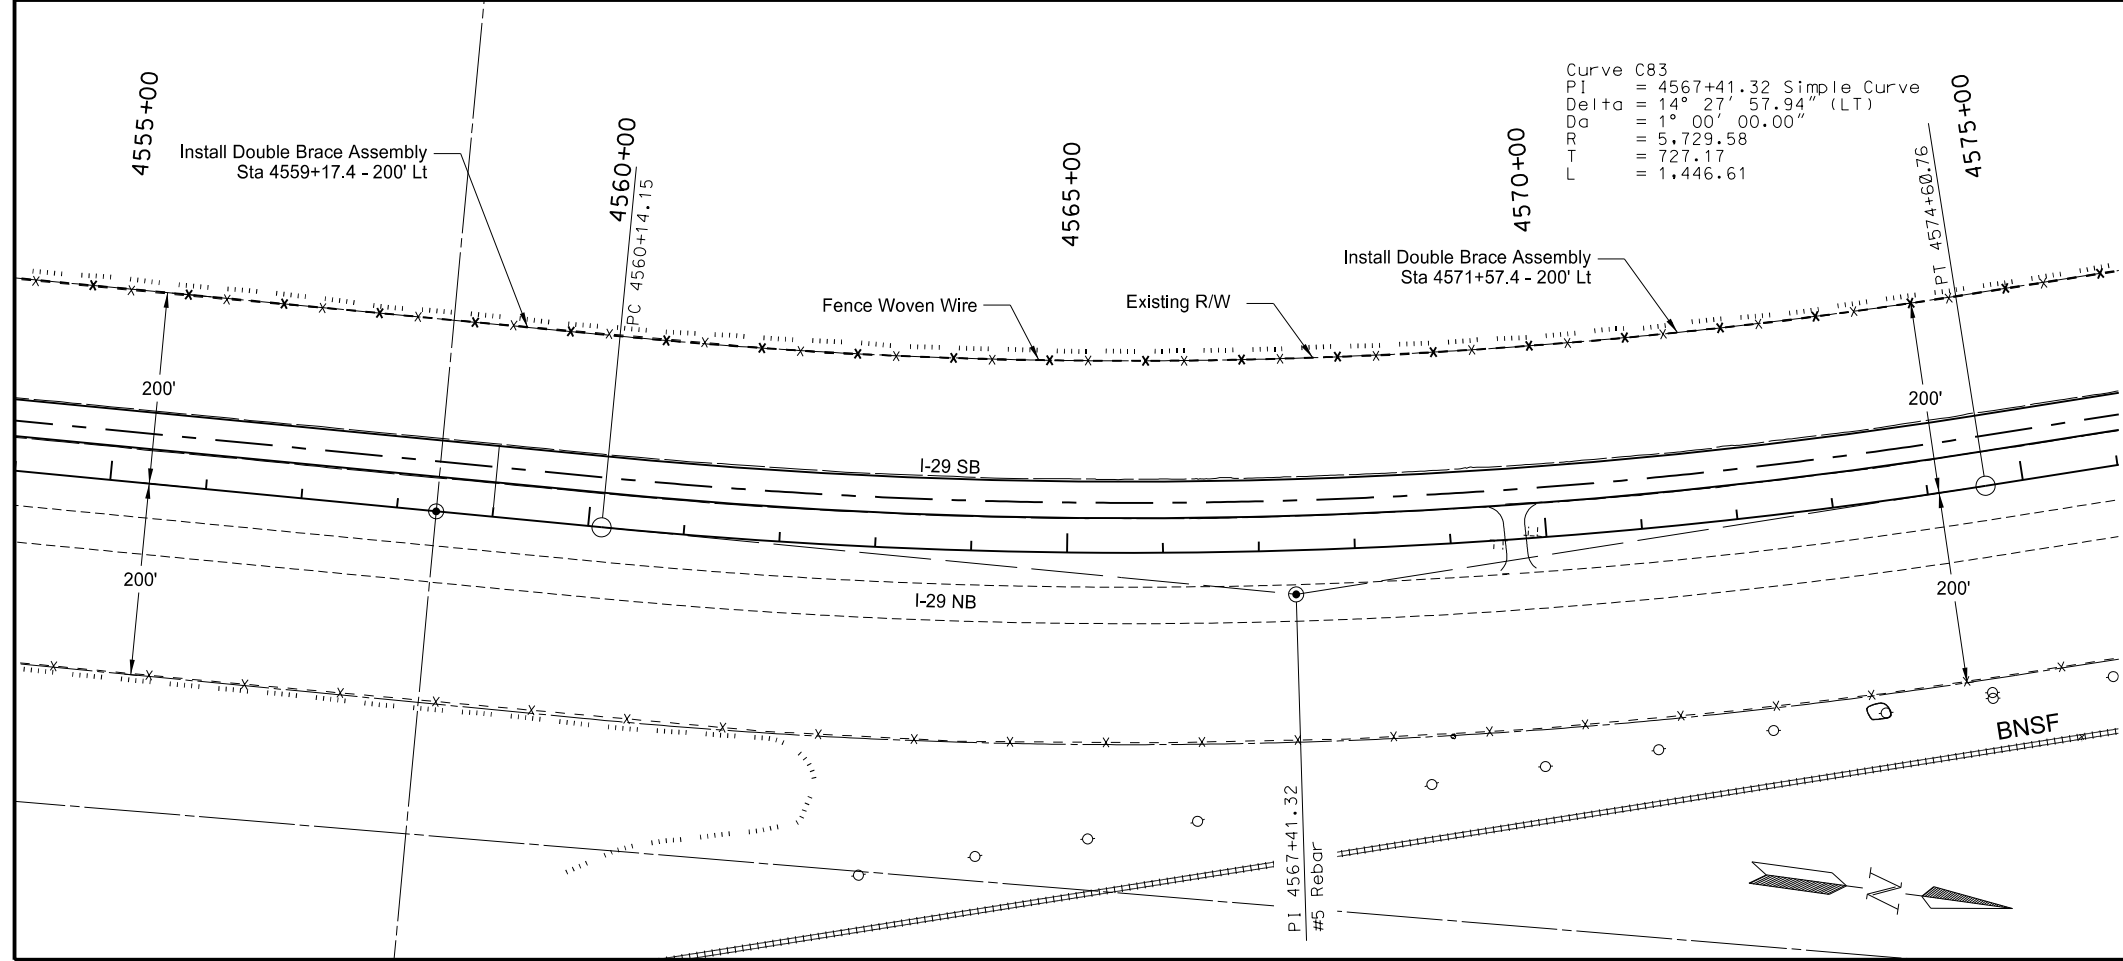 Curve C83
PI = 4567+41.32 Simple Curve
Delta = 14° 27' 57.94" (LT)
Da = 1° 00' 00.00"
R = 5,729.58
T = 727.17
L = 1,446.61
4555+00
Install Double Brace Assembly
Sta 4559+17.4 - 200' Lt
4560+00
PC 4560+14.15
4565+00
4570+00
4575+00
PT 4574+60.76
Install Double Brace Assembly
Sta 4571+57.4 - 200' Lt
Fence Woven Wire
Existing R/W
200'
200'
I-29 SB
200'
200'
I-29 NB
BNSF
PI 4567+41.32
#5 Rebar
N